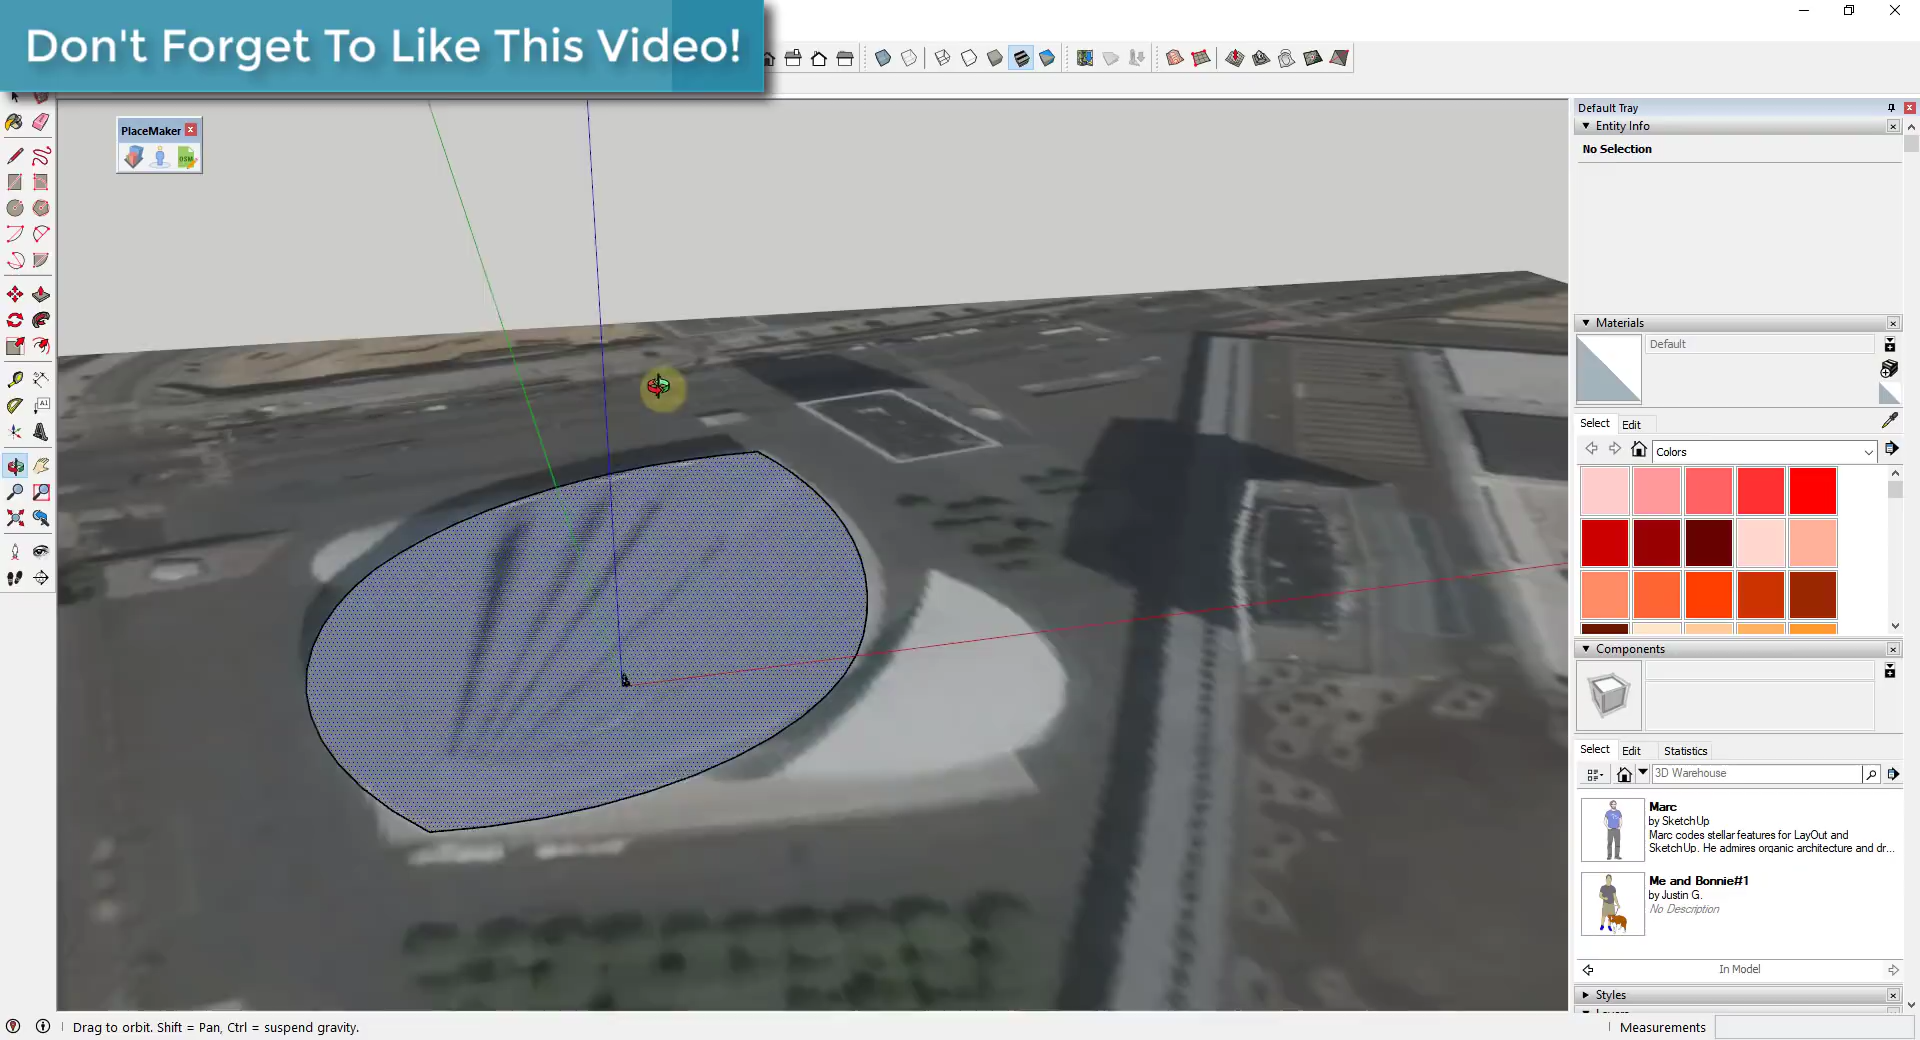 Don't Forget To Like This Video!
PlaceMaker
OSM
A1
Default Tray
Entity Info
No Selection
Materials
Default
Select
Edit
Colors
Components
Select
Edit
Statistics
3D Warehouse
Marc
by SketchUp
Marc codes stellar features for LayOut and
SketchUp. He admires organic architecture and dr...
Me and Bonnie#1
by Justin G.
No Description
In Model
Styles
Drag to orbit. Shift = Pan, Ctrl = suspend gravity.
Measurements